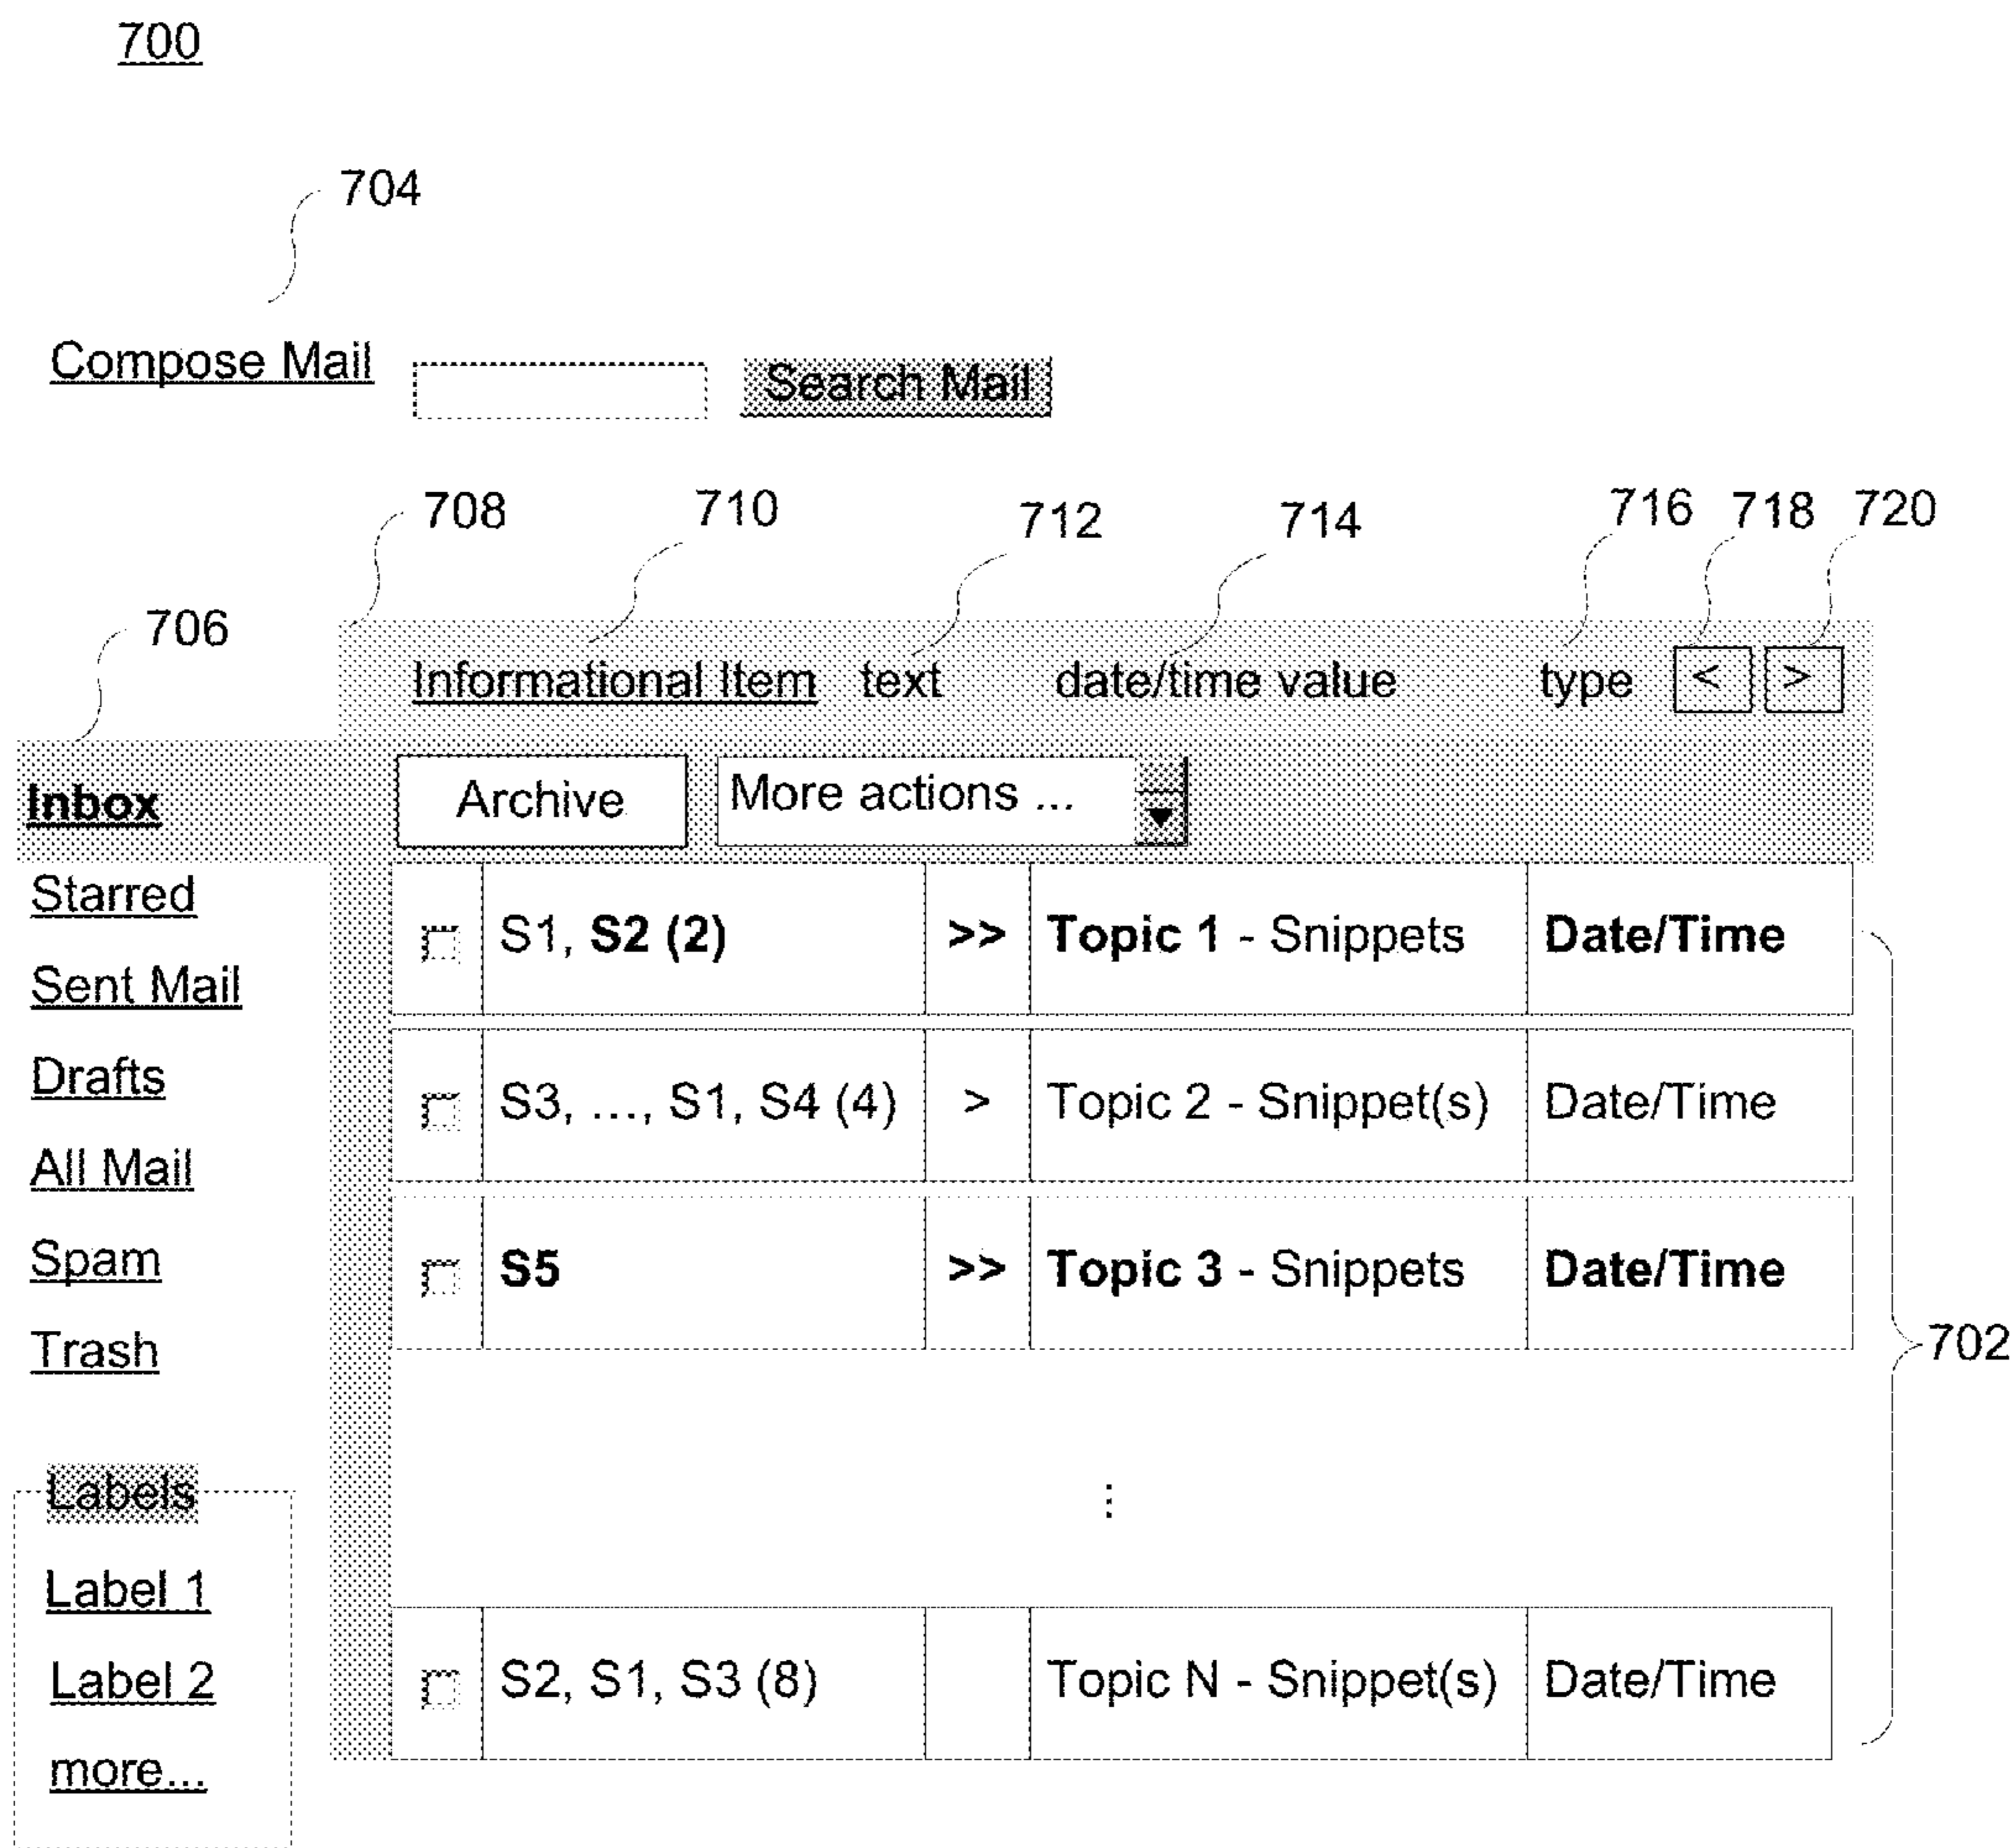 700
704
Compose Mail Search Mail
708 710 712 714 716 718 720
706
Informational Item text date/time value type < >
Inbox Archive More actions ...
Starred
S1, S2 (2) >> Topic 1 - Snippets Date/Time
Sent Mail
Drafts
S3, ..., S1, S4 (4) > Topic 2 - Snippet(s) Date/Time
All Mail
Spam
S5 >> Topic 3 - Snippets Date/Time
Trash
702
Labels
Label 1
Label 2
S2, S1, S3 (8) Topic N - Snippet(s) Date/Time
more...